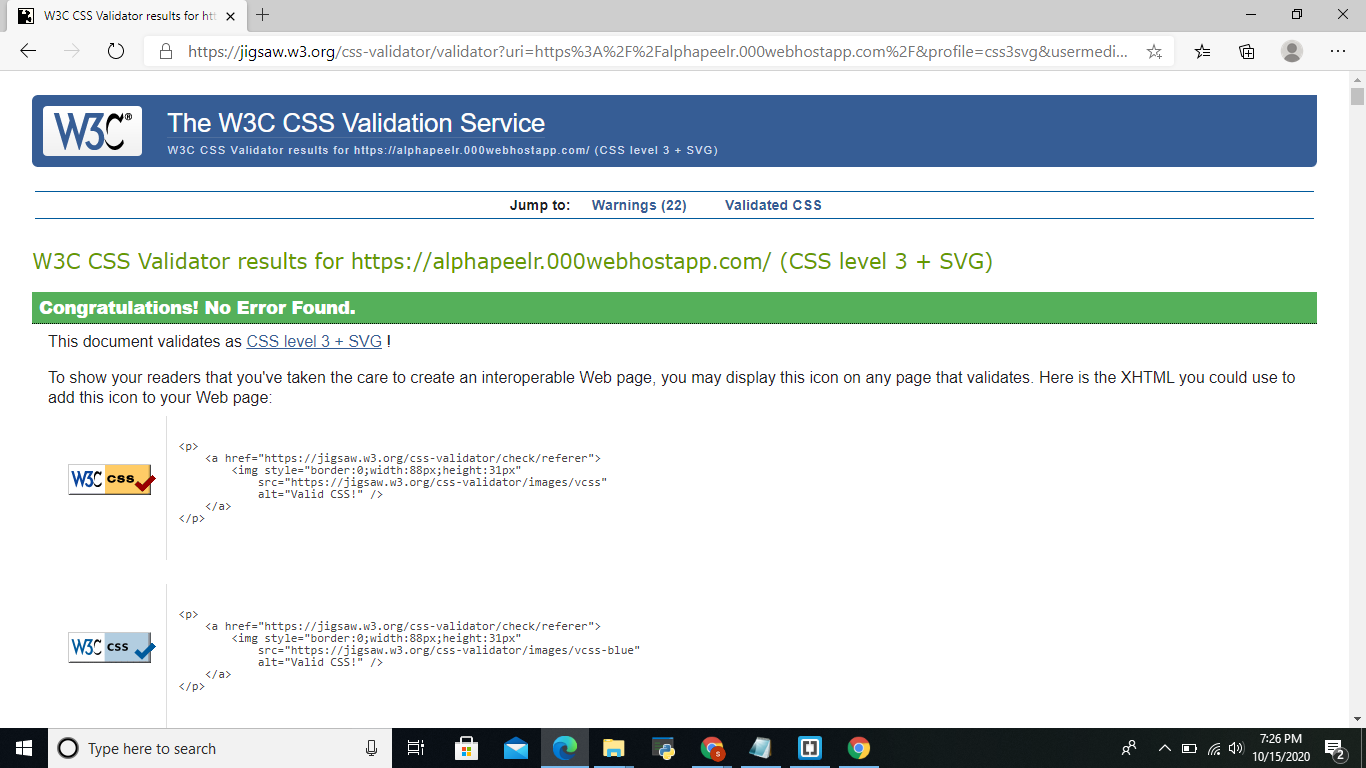 W3C CSS Validator results for htt
https://jigsaw.w3.org/css-validator/validator?uri=https%3A%2F%2Falphapeelr.000webhostapp.com%2F&profile=css3svg&usermedi...
W3C®
The W3C CSS Validation Service
W3C CSS Validator results for https://alphapeelr.000webhostapp.com/ (CSS level 3 + SVG)
Jump to: Warnings (22) Validated CSS
W3C CSS Validator results for https://alphapeelr.000webhostapp.com/ (CSS level 3 + SVG)
Congratulations! No Error Found.
This document validates as CSS level 3 + SVG !
To show your readers that you've taken the care to create an interoperable Web page, you may display this icon on any page that validates. Here is the XHTML you could use to
add this icon to your Web page:
W3C css
<p>
<a href="https://jigsaw.w3.org/css-validator/check/referer">
<img style="border:0;width:88px;height:31px"
src="https://jigsaw.w3.org/css-validator/images/vcss"
alt="Valid CSS!" />
</a>
</p>
W3C css
<p>
<a href="https://jigsaw.w3.org/css-validator/check/referer">
<img style="border:0;width:88px;height:31px"
src="https://jigsaw.w3.org/css-validator/images/vcss-blue"
alt="Valid CSS!" />
</a>
</p>
Type here to search
7:26 PM
10/15/2020
2